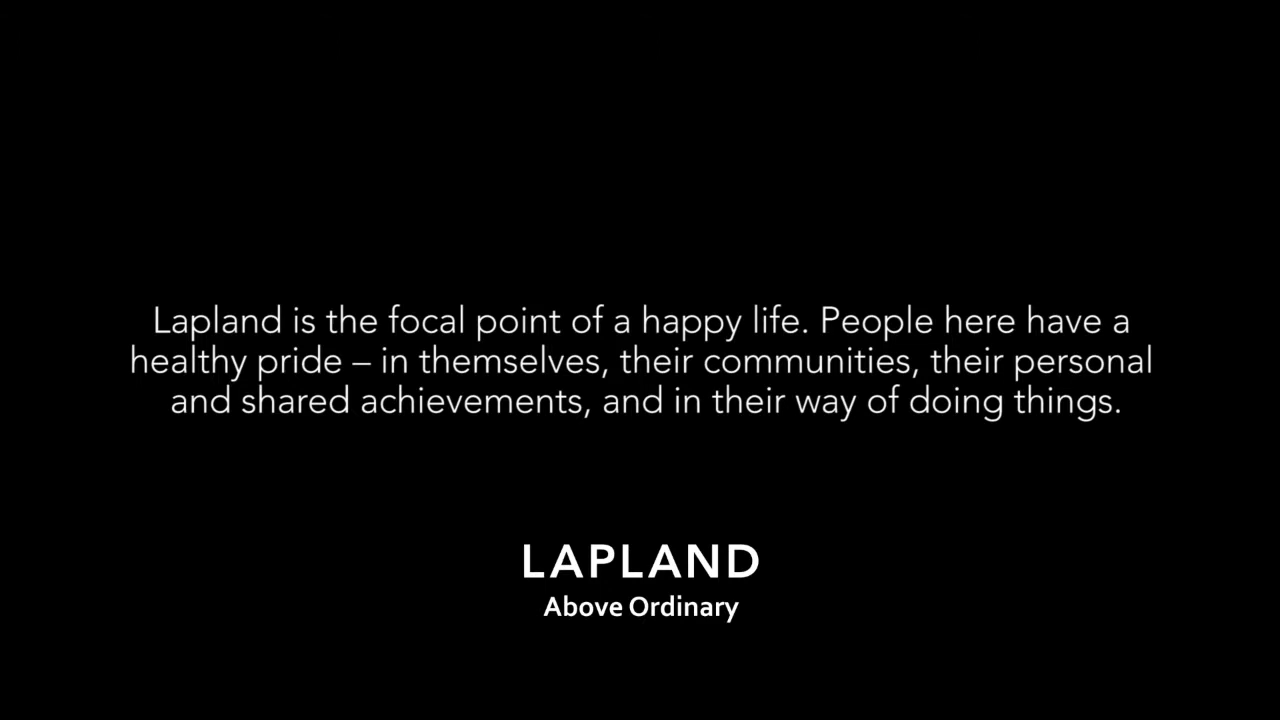 Lapland is the focal point of a happy life. People here have a
healthy pride – in themselves, their communities, their personal
and shared achievements, and in their way of doing things.
LAPLAND
Above Ordinary